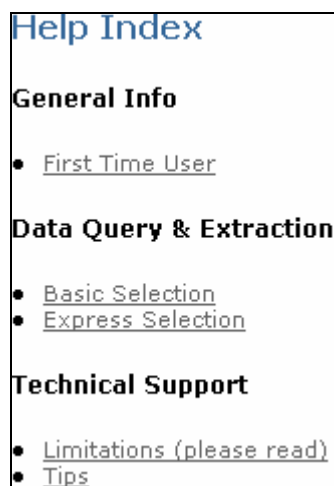 Help Index
General Info
• First Time User
Data Query & Extraction
• Basic Selection
• Express Selection
Technical Support
• Limitations (please read)
• Tips